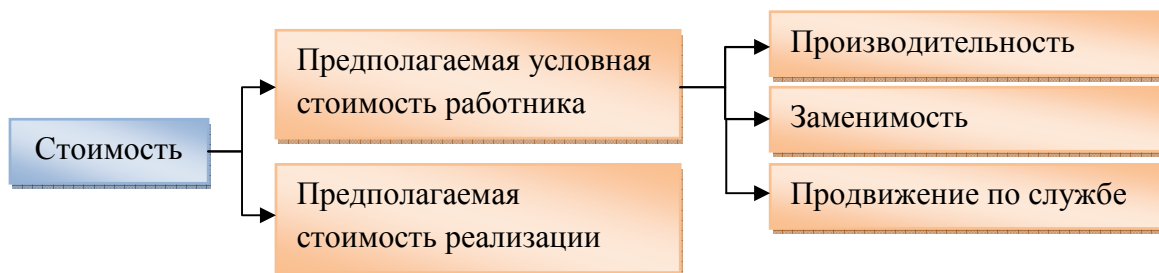 Стоимость
Предполагаемая условная
стоимость работника
Предполагаемая
стоимость реализации
Производительность
Заменимость
Продвижение по службе